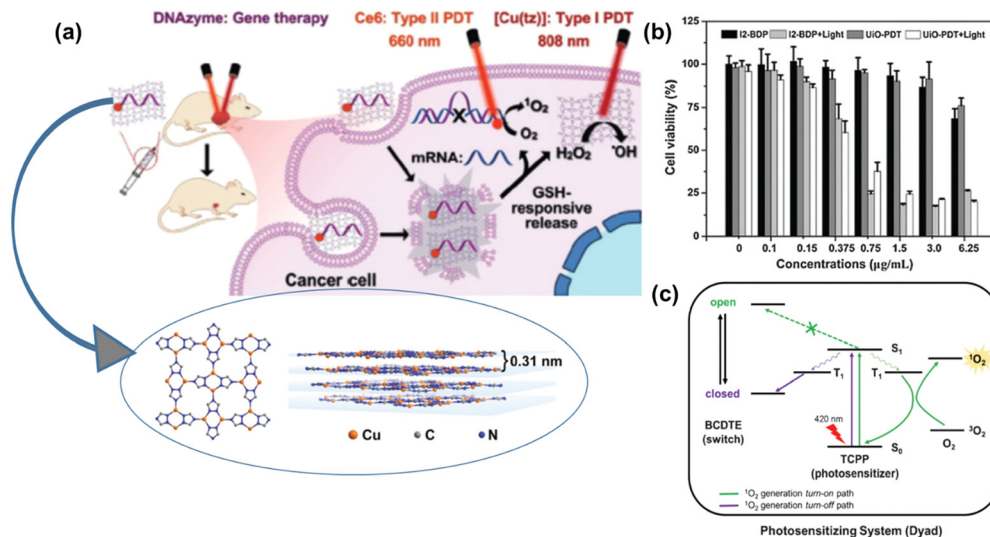 (a)
DNAzyme: Gene therapy
Ce6: Type II PDT
660 nm
[Cu(tz)]: Type I PDT
808 nm
¹O₂
O₂
X
mRNA:
H₂O₂
•OH
GSH-
responsive
release
Cancer cell
0.31 nm
Cu
C
N
(b)
I2-BDP
I2-BDP+Light
UiO-PDT
UiO-PDT+Light
Cell viability (%)
100
75
50
25
0
0
0.1
0.15
0.375
0.75
1.5
3.0
6.25
Concentrations (µg/mL)
(c)
open
closed
BCDTE
(switch)
S₁
T₁
T₁
420 nm
S₀
TCPP
(photosensitizer)
¹O₂
³O₂
O₂
¹O₂ generation turn-on path
¹O₂ generation turn-off path
Photosensitizing System (Dyad)